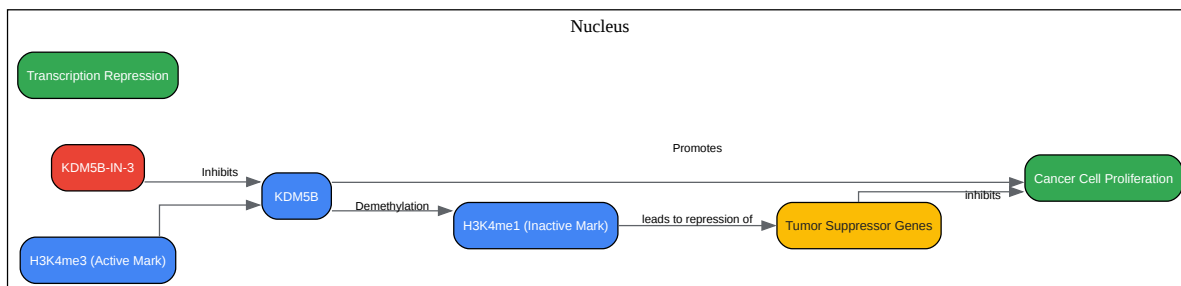 Nucleus
Transcription Repression
Promotes
KDM5B-IN-3
Inhibits
Cancer Cell Proliferation
KDM5B
inhibits
Demethylation
H3K4me1 (Inactive Mark)
leads to repression of
Tumor Suppressor Genes
H3K4me3 (Active Mark)